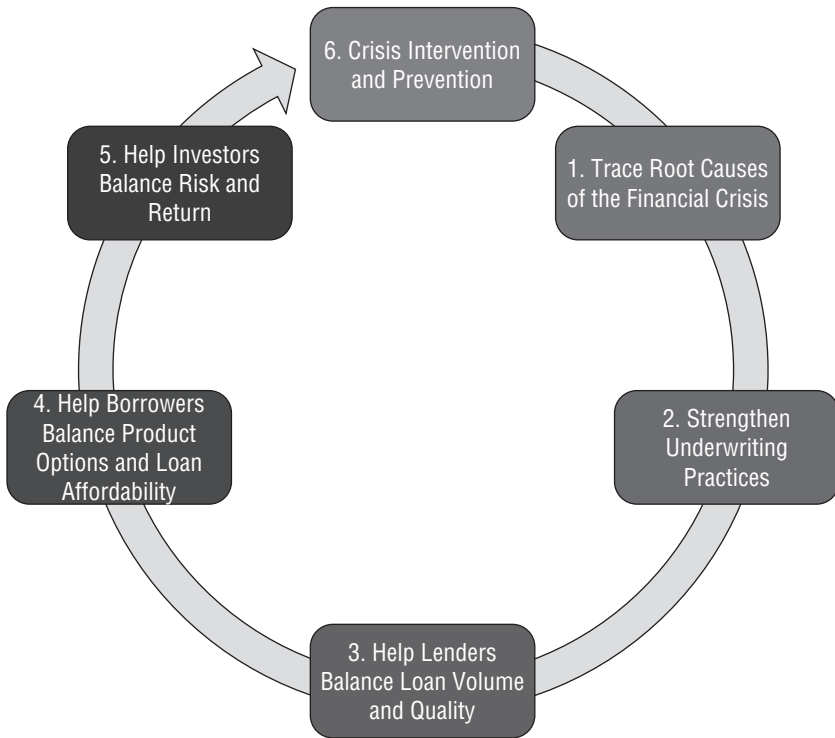 6. Crisis Intervention
and Prevention
1. Trace Root Causes
of the Financial Crisis
2. Strengthen
Underwriting
Practices
3. Help Lenders
Balance Loan Volume
and Quality
4. Help Borrowers
Balance Product
Options and Loan
Affordability
5. Help Investors
Balance Risk and
Return